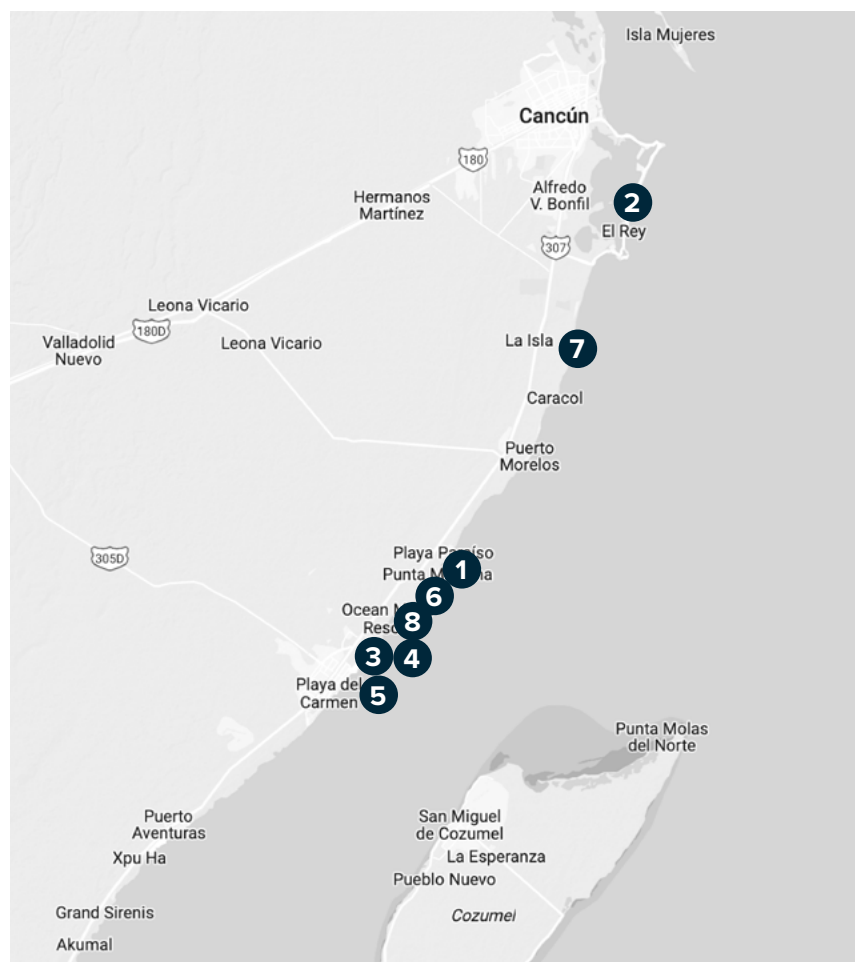 Isla Mujeres
Cancún
180
Alfredo
V. Bonfil
Hermanos
Martínez
2
El Rey
307
Leona Vicario
180D
Valladolid
Nuevo
Leona Vicario
La Isla
7
Caracol
Puerto
Morelos
305D
Playa
1
Punta
6
Ocean
8
3
4
Playa del
Carmen
5
Punta Molas
del Norte
Puerto
Aventuras
San Miguel
de Cozumel
Xpu Ha
La Esperanza
Pueblo Nuevo
Grand Sirenis
Cozumel
Akumal